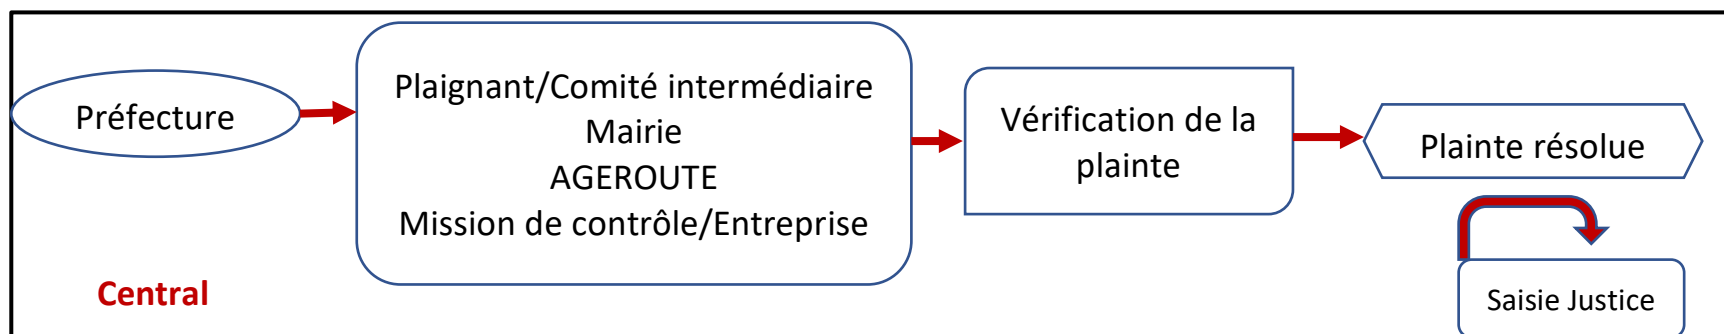 Préfecture
Plaignant/Comité intermédiaire
Mairie
AGEROUTE
Mission de contrôle/Entreprise
Vérification de la
plainte
Plainte résolue
Central
Saisie Justice